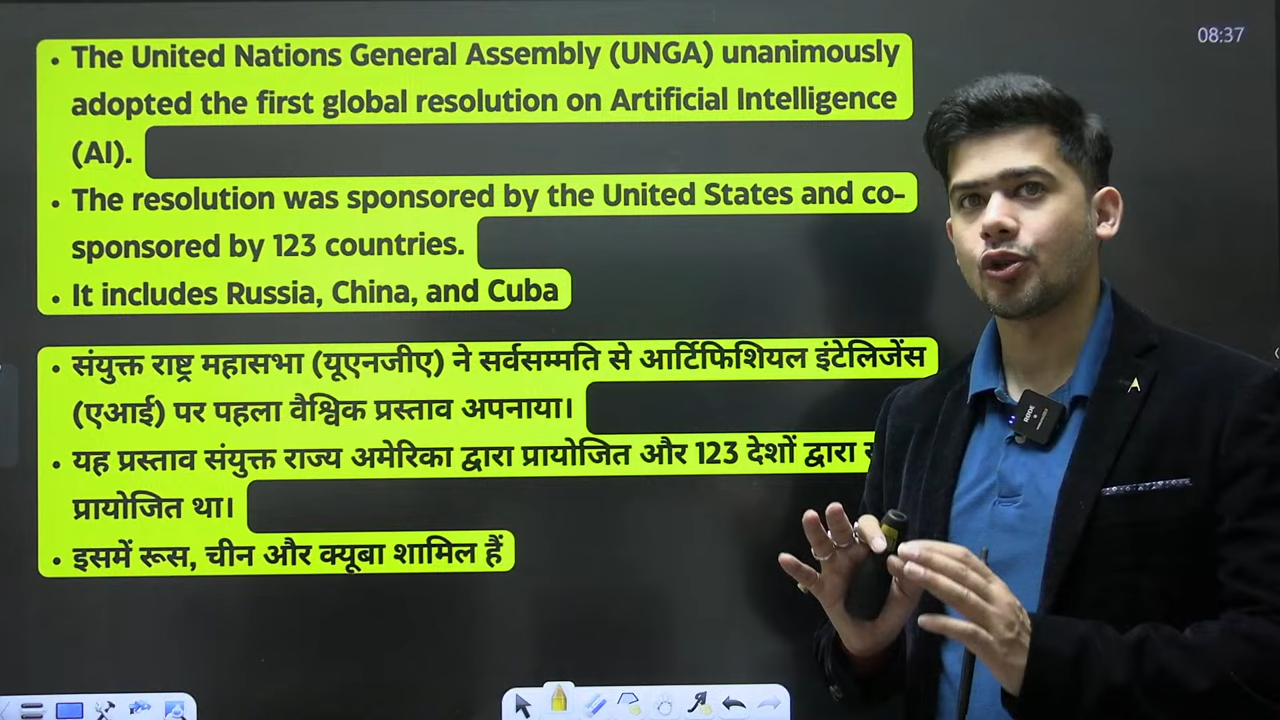 08:37
• The United Nations General Assembly (UNGA) unanimously
adopted the first global resolution on Artificial Intelligence
(AI).
• The resolution was sponsored by the United States and co-
sponsored by 123 countries.
• It includes Russia, China, and Cuba
• संयुक्त राष्ट्र महासभा (यूएनजीए) ने सर्वसम्मति से आर्टिफिशियल इंटेलिजेंस
(एआई) पर पहला वैश्विक प्रस्ताव अपनाया।
• यह प्रस्ताव संयुक्त राज्य अमेरिका द्वारा प्रायोजित और 123 देशों द्वारा
प्रायोजित था।
• इसमें रूस, चीन और क्यूबा शामिल हैं
RØDE